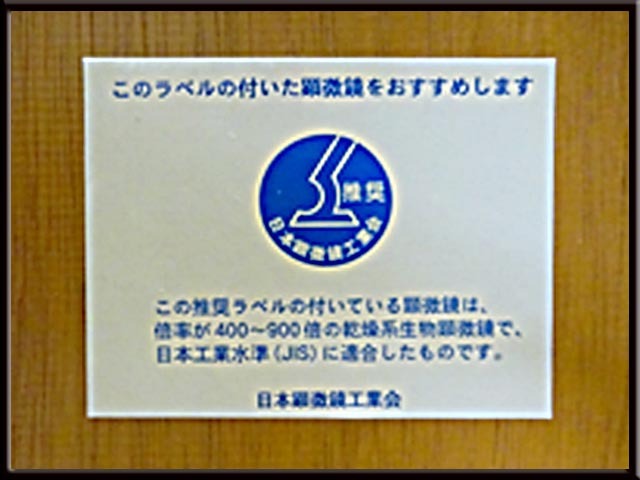 このラベルの付いた顕微鏡をおすすめします
推奨
日本顕微鏡工業会
この推奨ラベルの付いている顕微鏡は、
倍率が400～900倍の乾燥系生物顕微鏡で、
日本工業水準(JIS)に適合したものです。
日本顕微鏡工業会